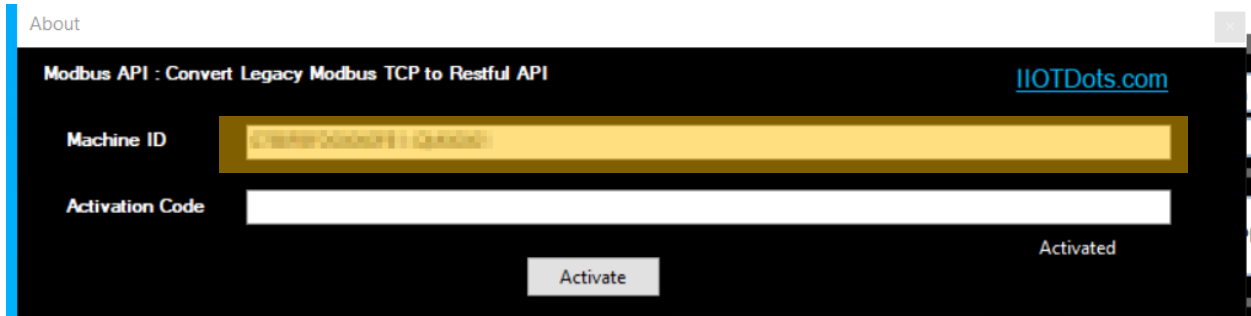 About
Modbus API : Convert Legacy Modbus TCP to Restful API
IIOTDots.com
Machine ID
Activation Code
Activated
Activate